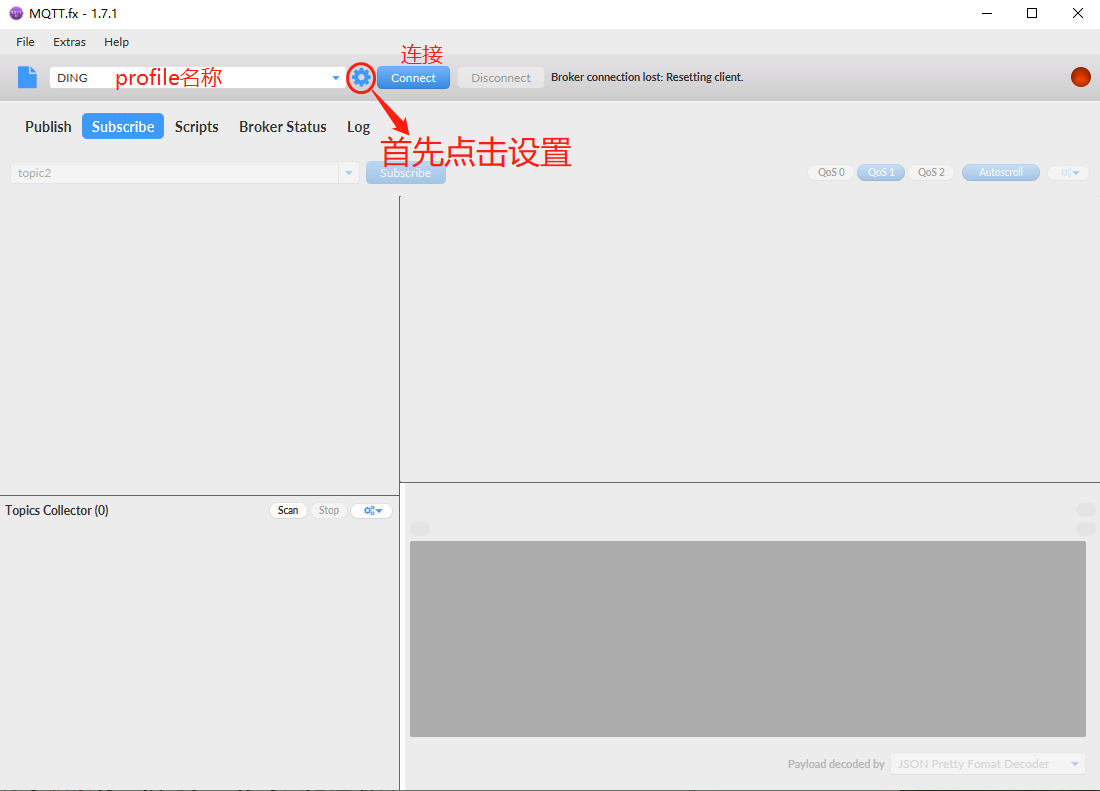 MQTT.fx - 1.7.1
File Extras Help
连接
DING profile名称 Connect Disconnect Broker connection lost: Resetting client.
Publish Subscribe Scripts Broker Status Log
首先点击设置
topic2 Subscribe QoS 0 QoS 1 QoS 2 Autoscroll
Topics Collector (0) Scan Stop
Payload decoded by JSON Pretty Fomat Decoder